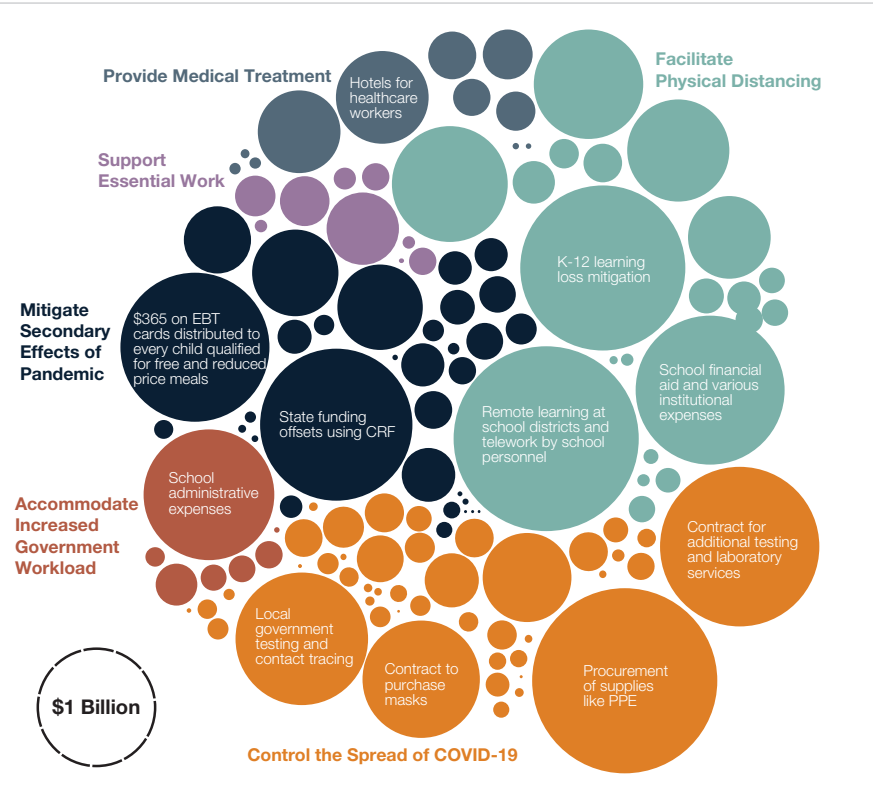 Facilitate
Physical Distancing
Provide Medical Treatment
Hotels for
healthcare
workers
Support
Essential Work
K-12 learning
loss mitigation
Mitigate
Secondary
Effects of
Pandemic
$365 on EBT
cards distributed to
every child qualified
for free and reduced
price meals
School financial
aid and various
institutional
expenses
State funding
offsets using CRF
Remote learning at
school districts and
telework by school
personnel
School
administrative
expenses
Accommodate
Increased
Government
Workload
Contract for
additional testing
and laboratory
services
Local
government
testing and
contact tracing
Contract to
purchase
masks
Procurement
of supplies
like PPE
$1 Billion
Control the Spread of COVID-19